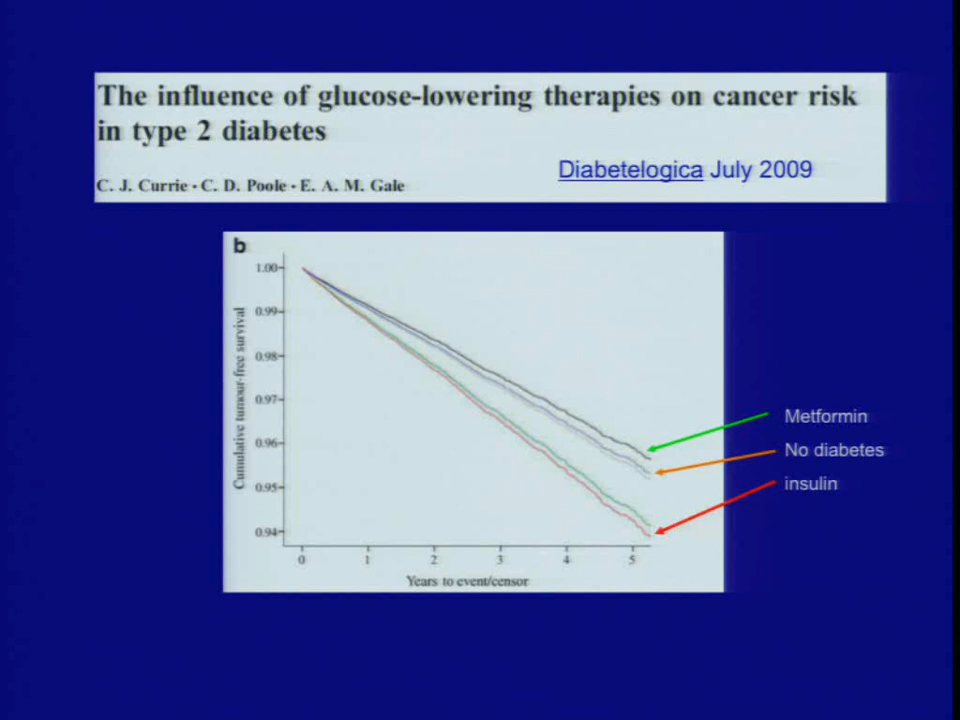 The influence of glucose-lowering therapies on cancer risk
in type 2 diabetes
Diabetelogica July 2009
C. J. Currie · C. D. Poole · E. A. M. Gale
b
1.00
0.99
0.98
0.97
0.96
0.95
0.94
Cumulative tumour-free survival
0 1 2 3 4 5
Years to event/censor
Metformin
No diabetes
insulin